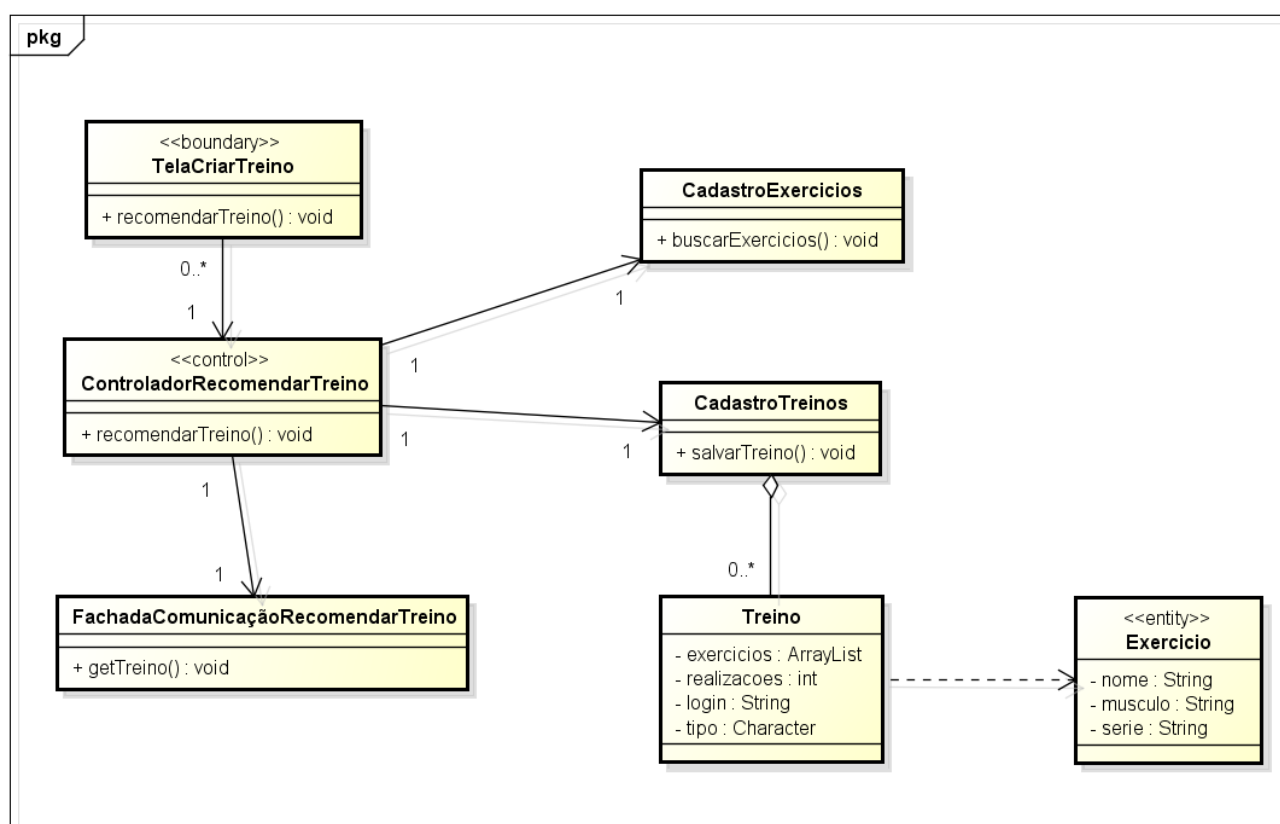 pkg
<<boundary>>
TelaCriarTreino
+ recomendarTreino() : void
0..*
1
<<control>>
ControladorRecomendarTreino
+ recomendarTreino() : void
1
1
FachadaComunicaçãoRecomendarTreino
+ getTreino() : void
CadastroExercicios
+ buscarExercicios() : void
1
1
CadastroTreinos
+ salvarTreino() : void
1
1
0..*
Treino
- exercicios : ArrayList
- realizacoes : int
- login : String
- tipo : Character
<<entity>>
Exercicio
- nome : String
- musculo : String
- serie : String